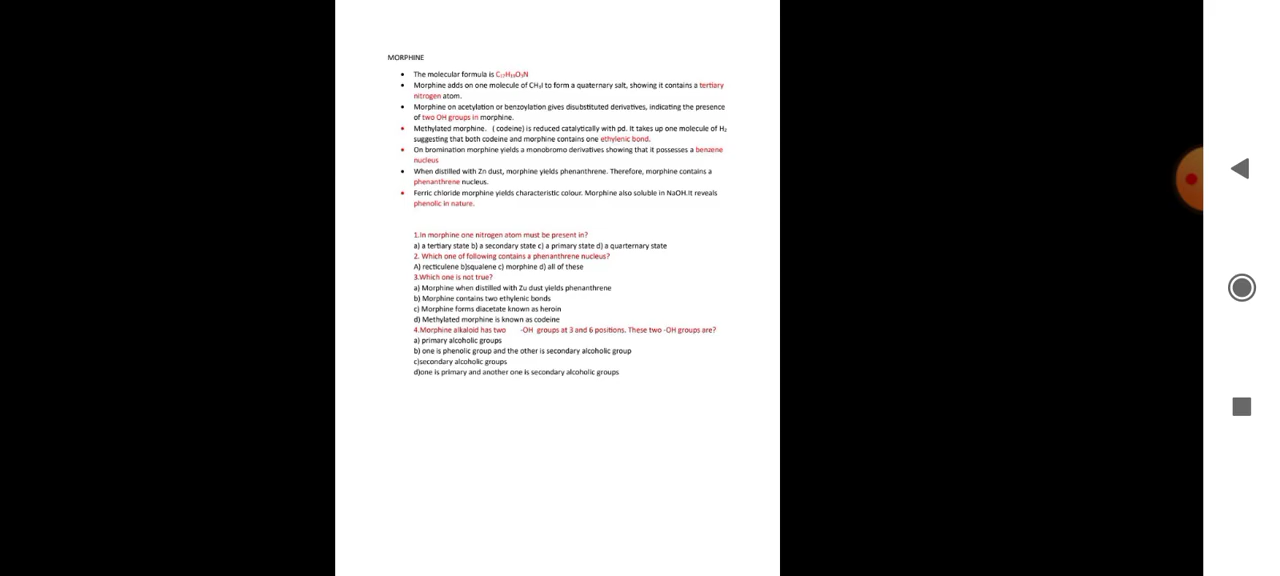 MORPHINE
• The molecular formula is C₁₇H₁₉O₃N
• Morphine adds on one molecule of CH₃I to form a quaternary salt, showing it contains a tertiary
nitrogen atom.
• Morphine on acetylation or benzoylation gives disubstituted derivatives, indicating the presence
of two OH groups in morphine.
• Methylated morphine. ( codeine) is reduced catalytically with pd. It takes up one molecule of H₂
suggesting that both codeine and morphine contains one ethylenic bond.
• On bromination morphine yields a monobromo derivatives showing that it possesses a benzene
nucleus
• When distilled with Zn dust, morphine yields phenanthrene. Therefore, morphine contains a
phenanthrene nucleus.
• Ferric chloride morphine yields characteristic colour. Morphine also soluble in NaOH.It reveals
phenolic in nature.
1.In morphine one nitrogen atom must be present in?
a) a tertiary state b) a secondary state c) a primary state d) a quarternary state
2. Which one of following contains a phenanthrene nucleus?
A) recticulene b)squalene c) morphine d) all of these
3.Which one is not true?
a) Morphine when distilled with Zu dust yields phenanthrene
b) Morphine contains two ethylenic bonds
c) Morphine forms diacetate known as heroin
d) Methylated morphine is known as codeine
4.Morphine alkaloid has two -OH groups at 3 and 6 positions. These two -OH groups are?
a) primary alcoholic groups
b) one is phenolic group and the other is secondary alcoholic group
c)secondary alcoholic groups
d)one is primary and another one is secondary alcoholic groups